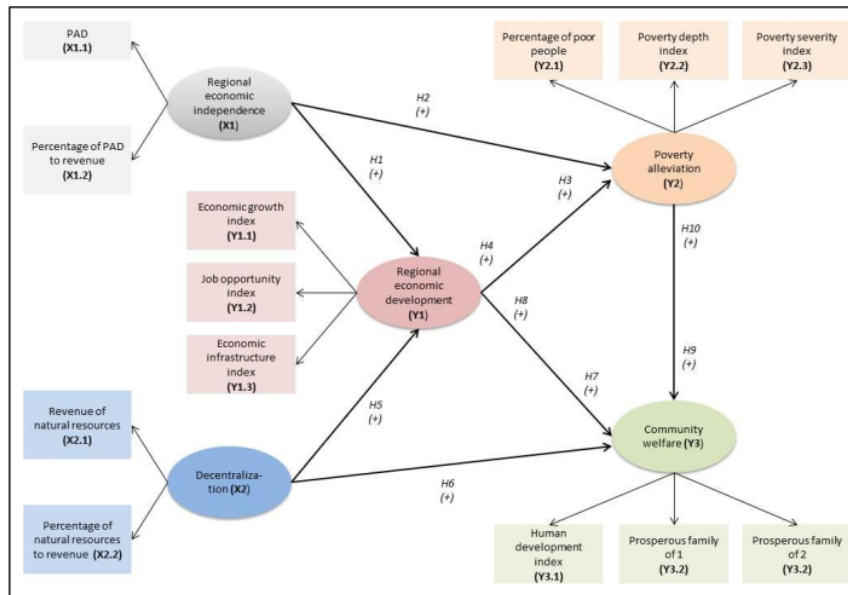 PAD
(X1.1)
Percentage of PAD
to revenue
(X1.2)
Regional
economic
independence
(X1)
Percentage of poor
people
(Y2.1)
Poverty depth
index
(Y2.2)
Poverty severity
index
(Y2.3)
H2
(+)
H1
(+)
H3
(+)
Poverty
alleviation
(Y2)
Economic growth
index
(Y1.1)
Job opportunity
index
(Y1.2)
Economic
infrastructure
index
(Y1.3)
Regional
economic
development
(Y1)
H4
(+)
H10
(+)
H8
(+)
H9
(+)
H7
(+)
H5
(+)
H6
(+)
Revenue of
natural resources
(X2.1)
Percentage of
natural resources
to revenue (X2.2)
Decentraliza-
tion (X2)
Community
welfare (Y3)
Human
development index
(Y3.1)
Prosperous family
of 1
(Y3.2)
Prosperous family
of 2
(Y3.2)